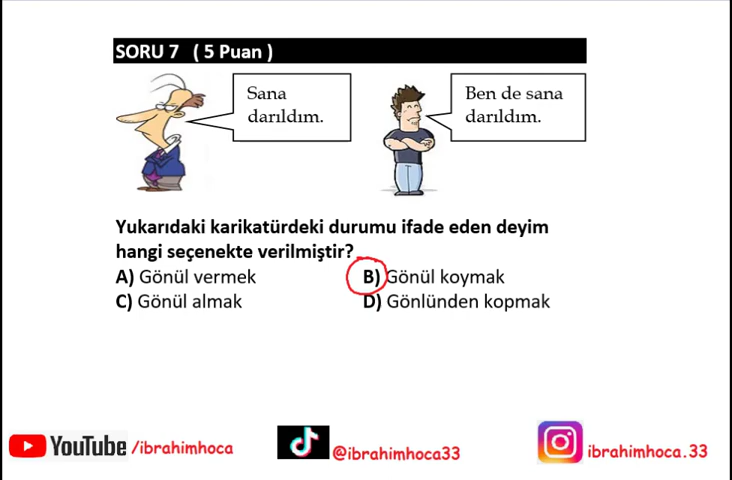 SORU 7 ( 5 Puan )
Sana
darıldım.
Ben de sana
darıldım.
Yukarıdaki karikatürdeki durumu ifade eden deyim
hangi seçenekte verilmiştir?
A) Gönül vermek
B) Gönül koymak
C) Gönül almak
D) Gönlünden kopmak
YouTube /ibrahimhoca
@ibrahimhoca33
ibrahimhoca.33